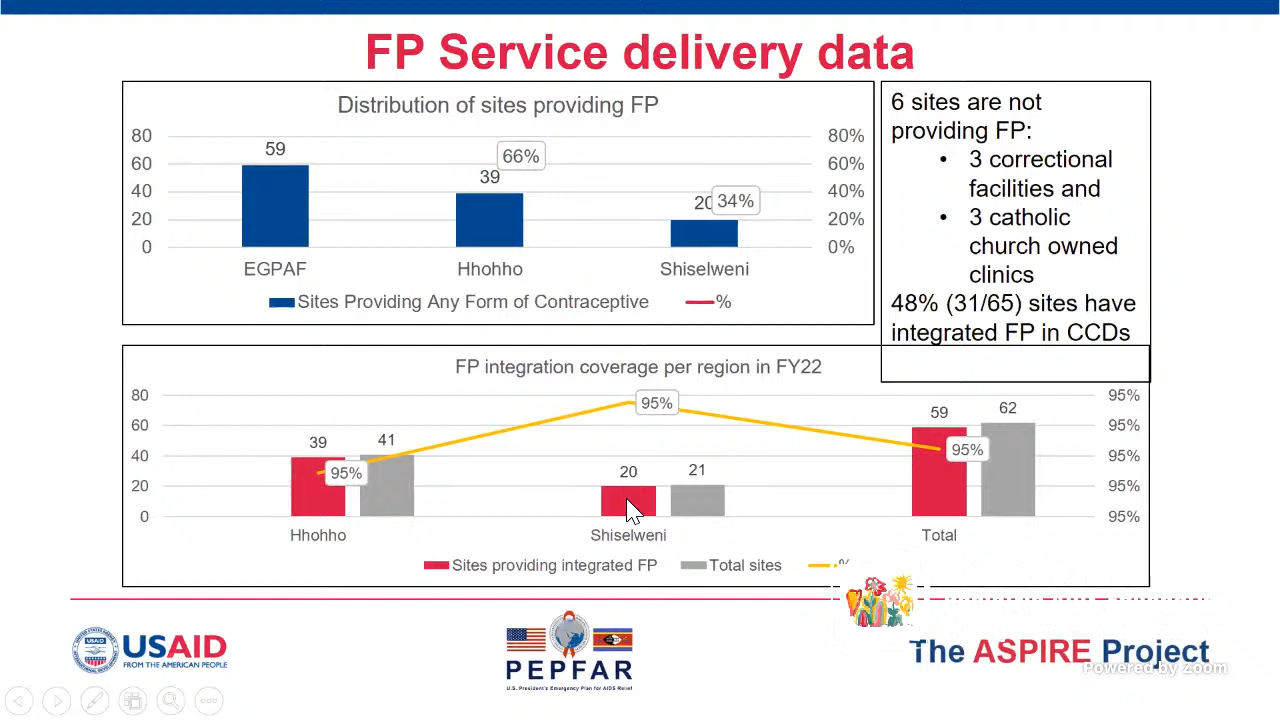 FP Service delivery data
Distribution of sites providing FP
80
60
40
20
0
80%
60%
40%
20%
0%
59
39
66%
20
34%
EGPAF
Hhohho
Shiselweni
Sites Providing Any Form of Contraceptive
%
6 sites are not
providing FP:
• 3 correctional
facilities and
• 3 catholic
church owned
clinics
48% (31/65) sites have
integrated FP in CCDs
FP integration coverage per region in FY22
80
60
40
20
0
95%
95%
95%
95%
95%
39
41
95%
20
21
95%
59
62
95%
Hhohho
Shiselweni
Total
Sites providing integrated FP
Total sites
%
USAID
USAID
FROM THE AMERICAN PEOPLE
PEPFAR
U.S. President's Emergency Plan for AIDS Relief
The ASPIRE Project
Powered by Zoom